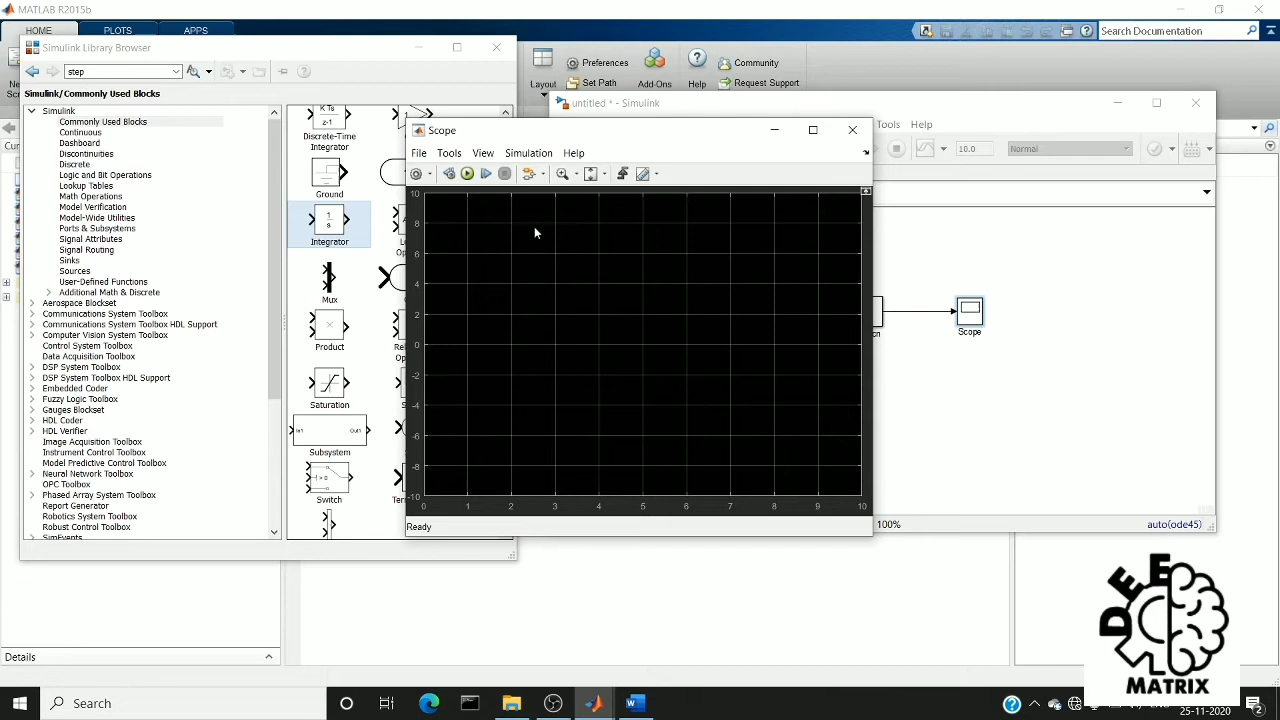 MATLAB R2015b
HOME PLOTS APPS
Search Documentation
Simulink Library Browser
step
Simulink/Commonly Used Blocks
Simulink
Commonly Used Blocks
Continuous
Dashboard
Discontinuities
Discrete
Logic and Bit Operations
Lookup Tables
Math Operations
Model Verification
Model-Wide Utilities
Ports & Subsystems
Signal Attributes
Signal Routing
Sinks
Sources
User-Defined Functions
Additional Math & Discrete
Aerospace Blockset
Communications System Toolbox
Communications System Toolbox HDL Support
Computer Vision System Toolbox
Control System Toolbox
Data Acquisition Toolbox
DSP System Toolbox
DSP System Toolbox HDL Support
Embedded Coder
Fuzzy Logic Toolbox
Gauges Blockset
HDL Coder
HDL Verifier
Image Acquisition Toolbox
Instrument Control Toolbox
Model Predictive Control Toolbox
Neural Network Toolbox
OPC Toolbox
Phased Array System Toolbox
Report Generator
Robotics System Toolbox
Robust Control Toolbox
SimEvents
K Ts
z-1
Discrete-Time
Integrator
Ground
1
s
Integrator
Mux
Product
Saturation
In1 Out1
Subsystem
Switch
Layout
Preferences
Set Path
Add-Ons
Help
Community
Request Support
untitled * - Simulink
Tools Help
10.0 Normal
Scope
File Tools View Simulation Help
10
8
6
4
2
0
-2
-4
-6
-8
-10
0 1 2 3 4 5 6 7 8 9 10
Ready
Scope
100% auto(ode45)
Details
DEE
MATRIX
Search
25-11-2020
2